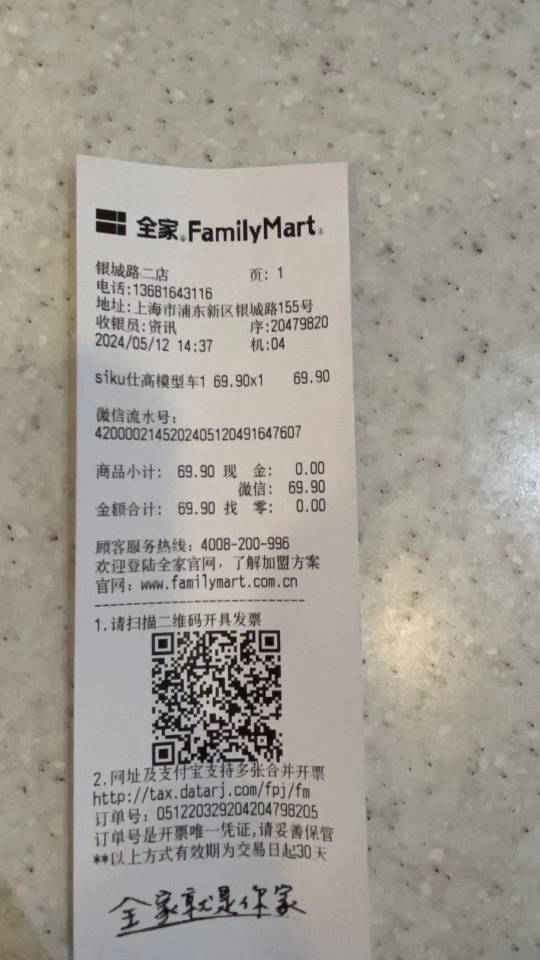 全家 FamilyMart
银城路二店 页: 1
电话:13681643116
地址:上海市浦东新区银城路155号
收银员:资讯 序:20479820
2024/05/12 14:37 机:04
siku仕高模型车1 69.90x1 69.90
微信流水号:
4200002145202405120491647607
商品小计: 69.90 现 金: 0.00
微信: 69.90
金额合计: 69.90 找 零: 0.00
顾客服务热线: 4008-200-996
欢迎登陆全家官网,了解加盟方案
官网: www.familymart.com.cn
1.请扫描二维码开具发票
2.网址及支付宝支持多张合并开票
http://tax.datarj.com/fpj/fm
订单号: 05122032920420479​8205
订单号是开票唯一凭证,请妥善保管
**以上方式有效期为交易日起30天
全家就是你家